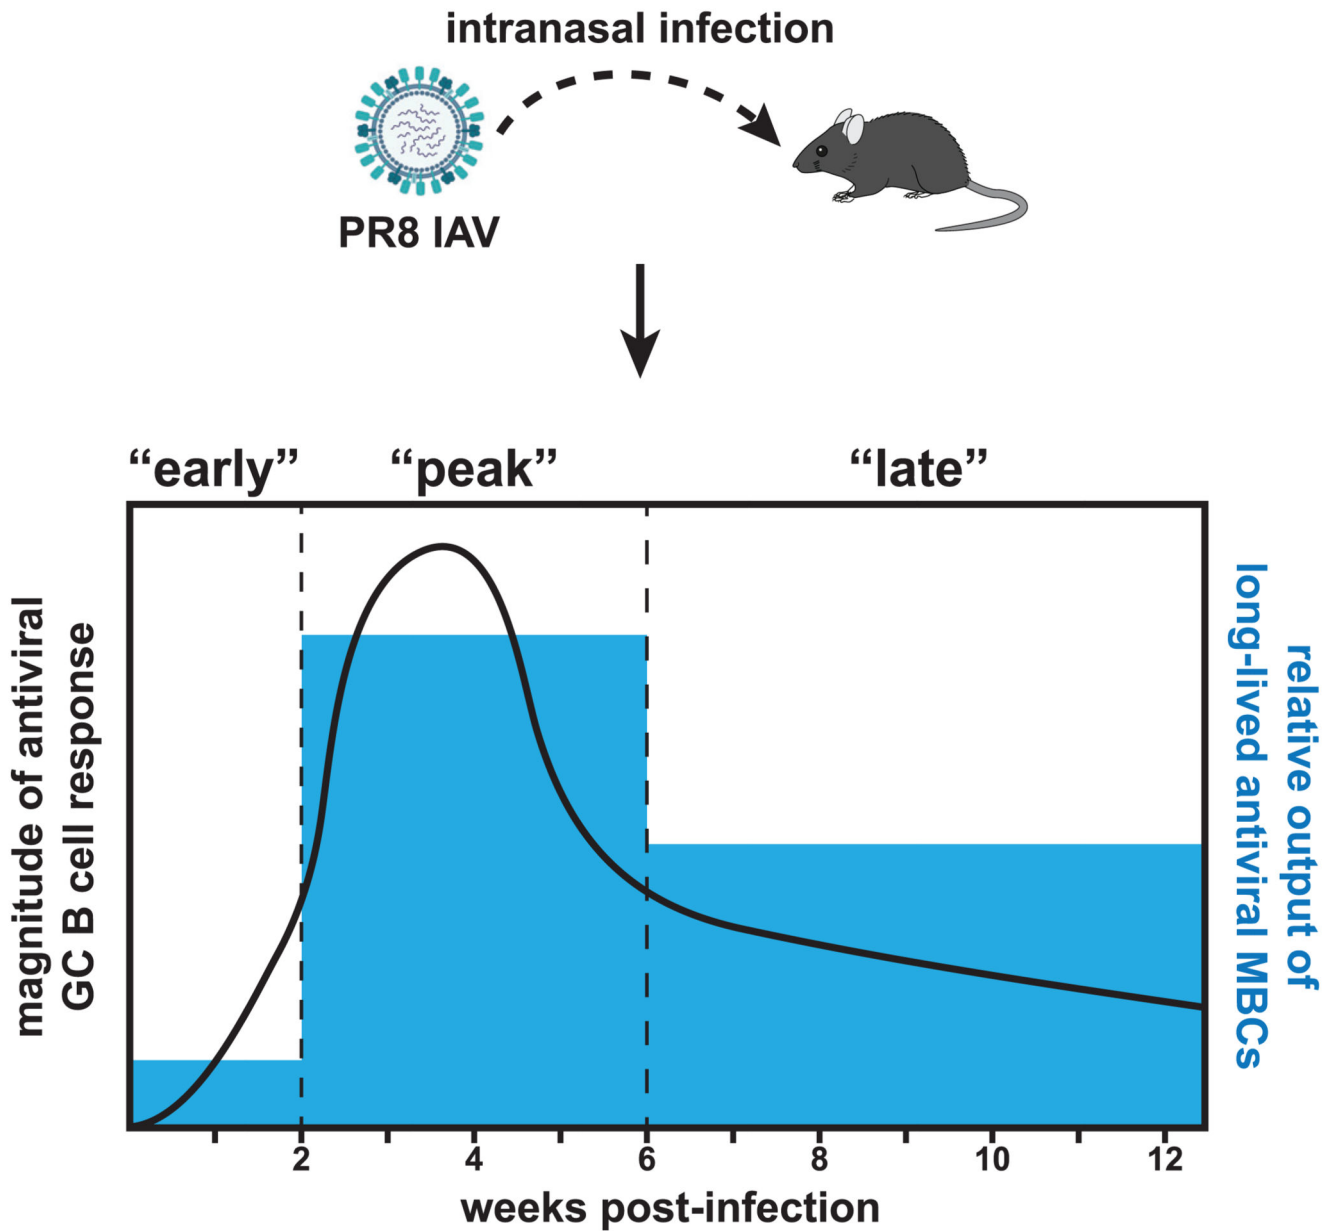 intranasal infection
PR8 IAV
“early”
“peak”
“late”
magnitude of antiviral
GC B cell response
relative output of
long-lived antiviral MBCs
2
4
6
8
10
12
weeks post-infection